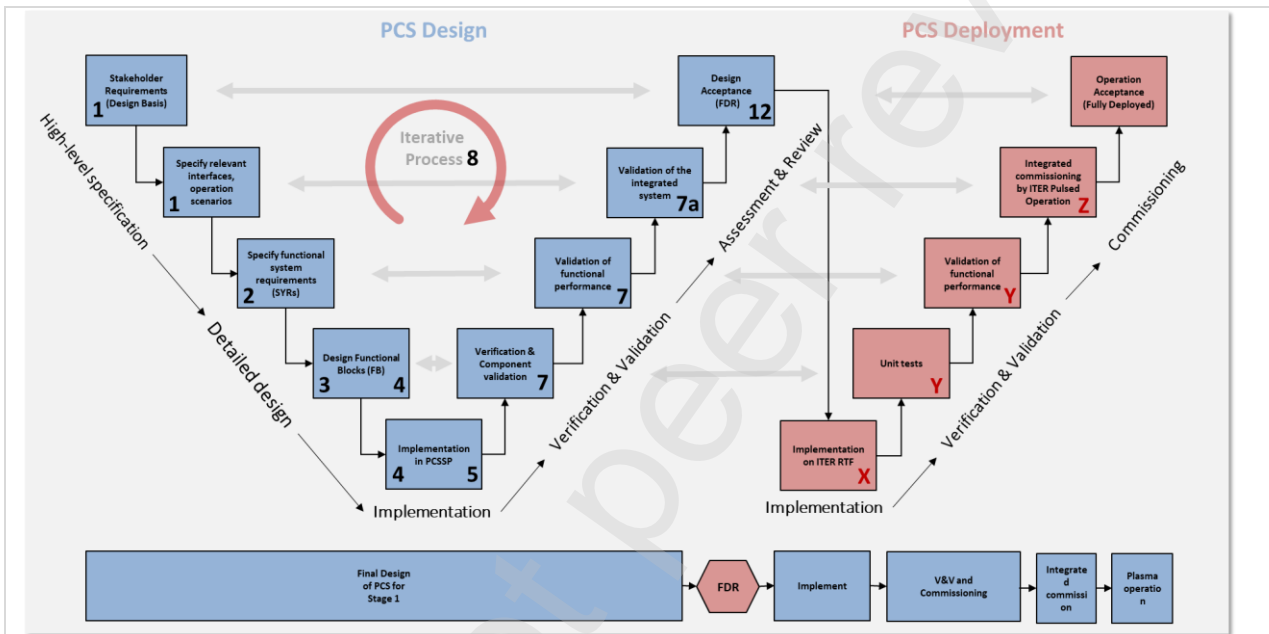 PCS Design
PCS Deployment
Stakeholder
Requirements
(Design Basis)
1
Design
Acceptance
(FDR)
12
Operation
Acceptance
(Fully Deployed)
Iterative
Process 8
Specify relevant
interfaces,
operation
scenarios
1
Validation of the
integrated
system
7a
Integrated
commissioning
by ITER Pulsed
Operation
Z
High-level specification
Assessment & Review
Commissioning
Specify functional
system
requirements
(SYRs)
2
Validation of
functional
performance
7
Validation of
functional
performance
Y
Detailed design
Design Functional
Blocks (FB)
3 4
Verification &
Component
validation
7
Verification & Validation
Unit tests
Y
Verification & Validation
Implementation
in PCSSP
4 5
Implementation
on ITER RTF
X
Implementation
Implementation
Final Design
of PCS for
Stage 1
FDR
Implement
V&V and
Commissioning
Integrate
d
commissi
on
Plasma
operatio
n